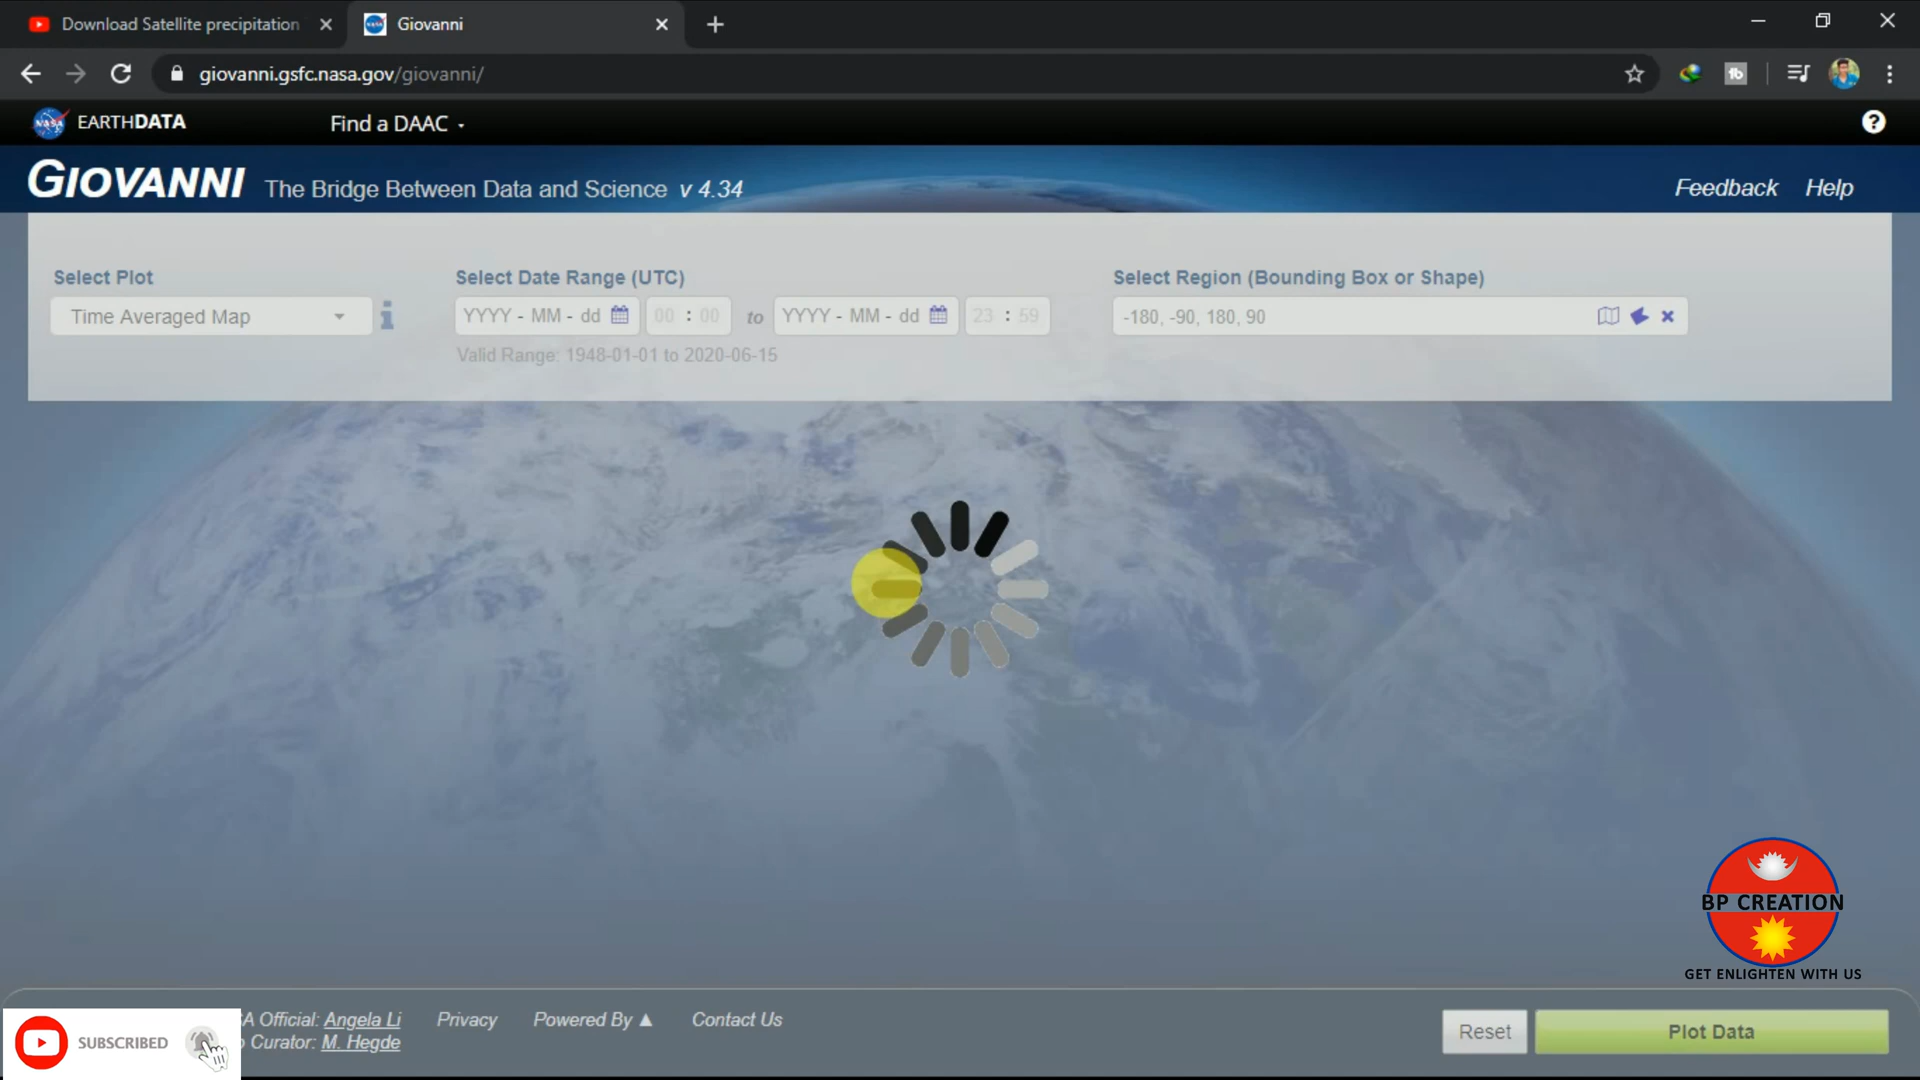 Download Satellite precipitation
Giovanni
giovanni.gsfc.nasa.gov/giovanni/
NASA
EARTHDATA
Find a DAAC
GIOVANNI The Bridge Between Data and Science v 4.34
Feedback Help
Select Plot
Select Date Range (UTC)
Select Region (Bounding Box or Shape)
Time Averaged Map
YYYY - MM - dd 00 : 00 to YYYY - MM - dd 23 : 59
-180, -90, 180, 90
Valid Range: 1948-01-01 to 2020-06-15
BP CREATION
GET ENLIGHTEN WITH US
A Official: Angela Li
Curator: M. Hegde
Privacy
Powered By ▲
Contact Us
Reset
Plot Data
SUBSCRIBED